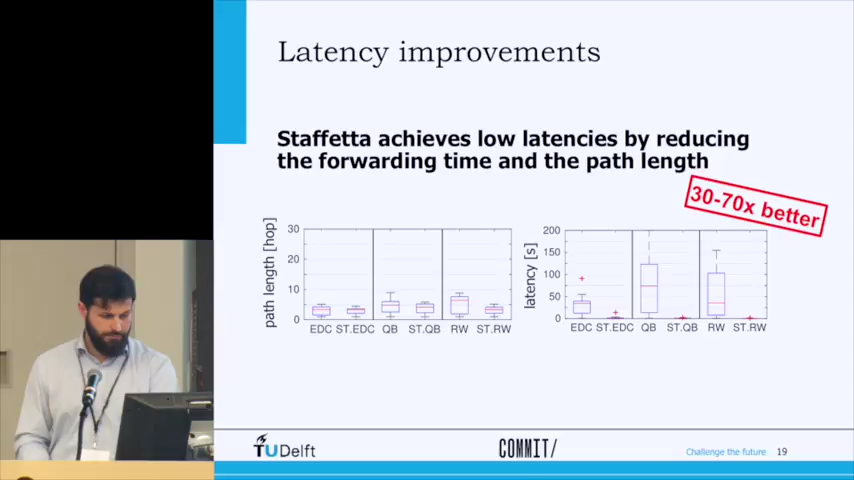 Latency improvements
Staffetta achieves low latencies by reducing
the forwarding time and the path length
30-70x better
path length [hop]
30
20
10
0
EDC ST.EDC QB ST.QB RW ST.RW
latency [s]
200
150
100
50
0
EDC ST.EDC QB ST.QB RW ST.RW
TUDelft
COMMIT/
Challenge the future 19